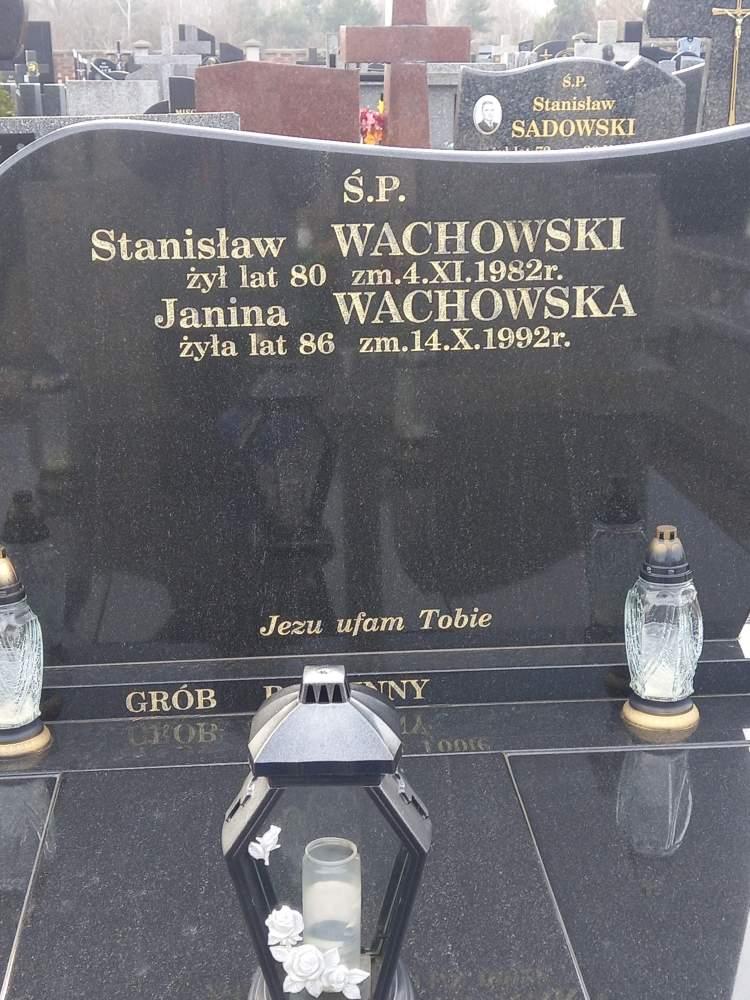 Ś.P.
Stanisław
SADOWSKI
Ś.P.
Stanisław WACHOWSKI
żył lat 80 zm.4.XI.1982r.
Janina WACHOWSKA
żyła lat 86 zm.14.X.1992r.
Jezu ufam Tobie
GRÓB